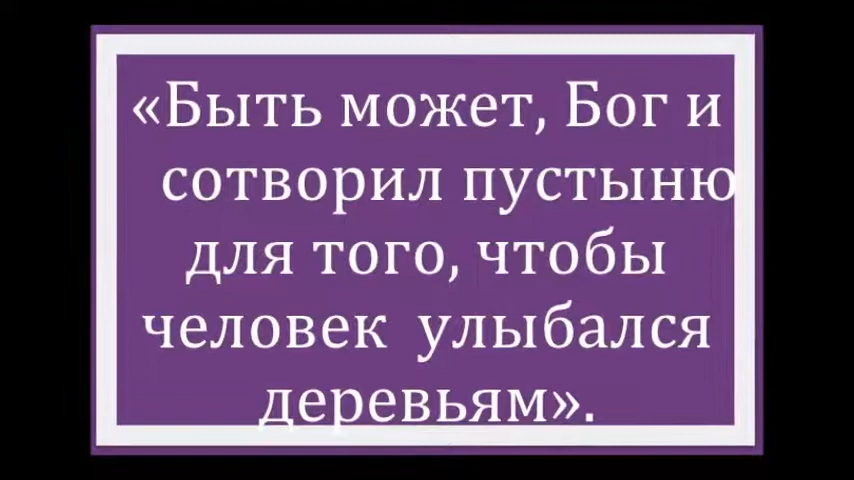 «Быть может, Бог и
сотворил пустыню
для того, чтобы
человек улыбался
деревьям».